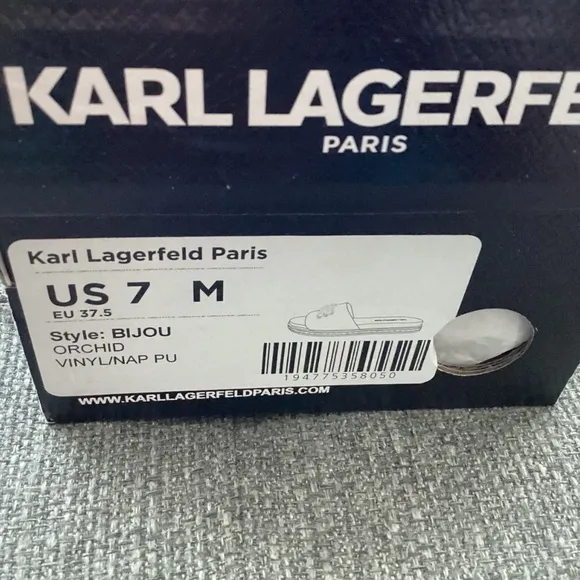 KARL LAGERFE
PARIS
Karl Lagerfeld Paris
US 7 M
EU 37.5
Style: BIJOU
ORCHID
VINYL/NAP PU
194775358050
WWW.KARLLAGERFELDPARIS.COM